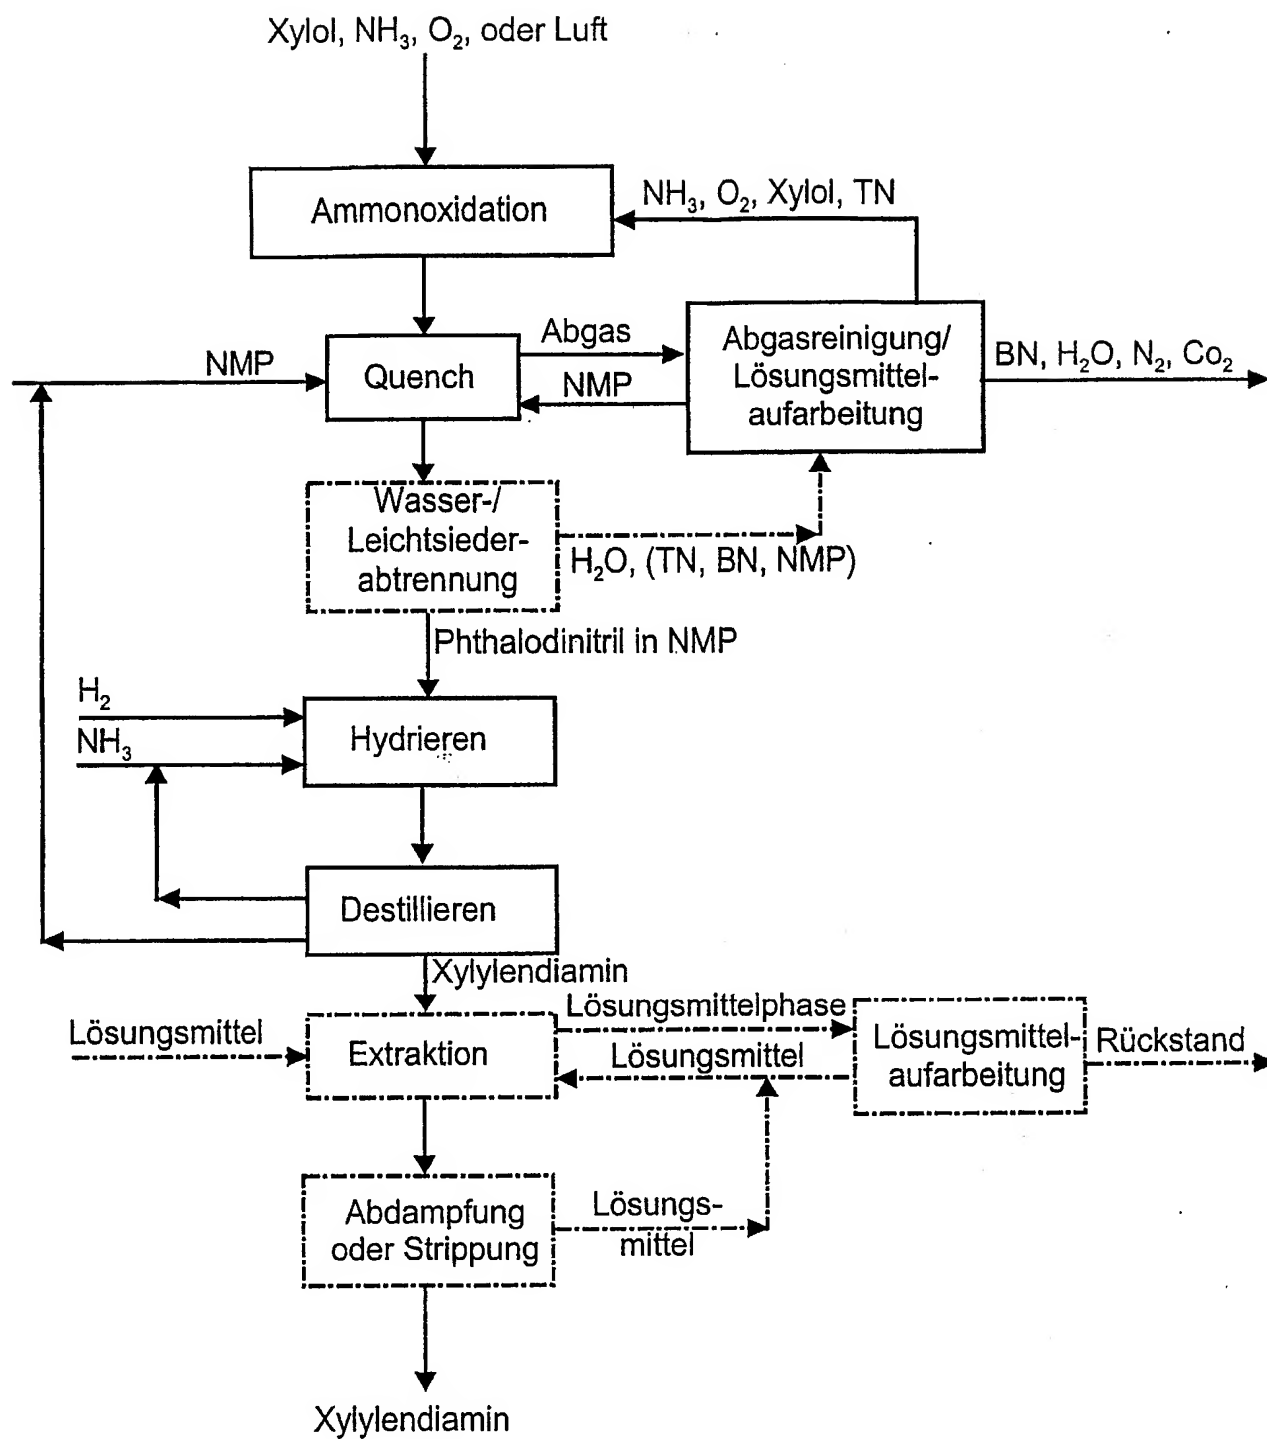 Xylol, NH₃, O₂, oder Luft
Ammonoxidation
NH₃, O₂, Xylol, TN
NMP
Quench
Abgas
NMP
Abgasreinigung/
Lösungsmittel-
aufarbeitung
BN, H₂O, N₂, Co₂
Wasser-/
Leichtsieder-
abtrennung
H₂O, (TN, BN, NMP)
Phthalodinitril in NMP
H₂
NH₃
Hydrieren
Destillieren
Xylylendiamin
Lösungsmittel
Extraktion
Lösungsmittelphase
Lösungsmittel
Lösungsmittel-
aufarbeitung
Rückstand
Abdampfung
oder Strippung
Lösungs-
mittel
Xylylendiamin